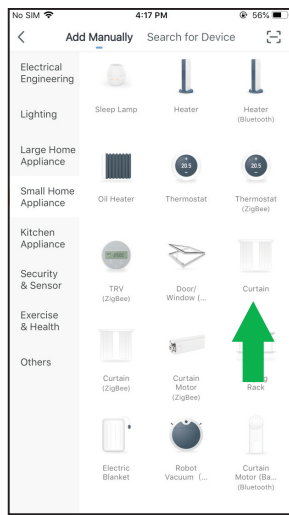 No SIM 4:17 PM 56%
Add Manually Search for Device
Electrical
Engineering
Lighting
Large Home
Appliance
Small Home
Appliance
Kitchen
Appliance
Security
& Sensor
Exercise
& Health
Others
Sleep Lamp
Heater
Heater
(Bluetooth)
Oil Heater
20.5
Thermostat
20.5
Thermostat
(ZigBee)
TRV
(ZigBee)
Door/
Window (...
Curtain
Curtain
(ZigBee)
Curtain
Motor
(ZigBee)
Rack
Electric
Blanket
Robot
Vacuum (...
Curtain
Motor (Ba...
(Bluetooth)